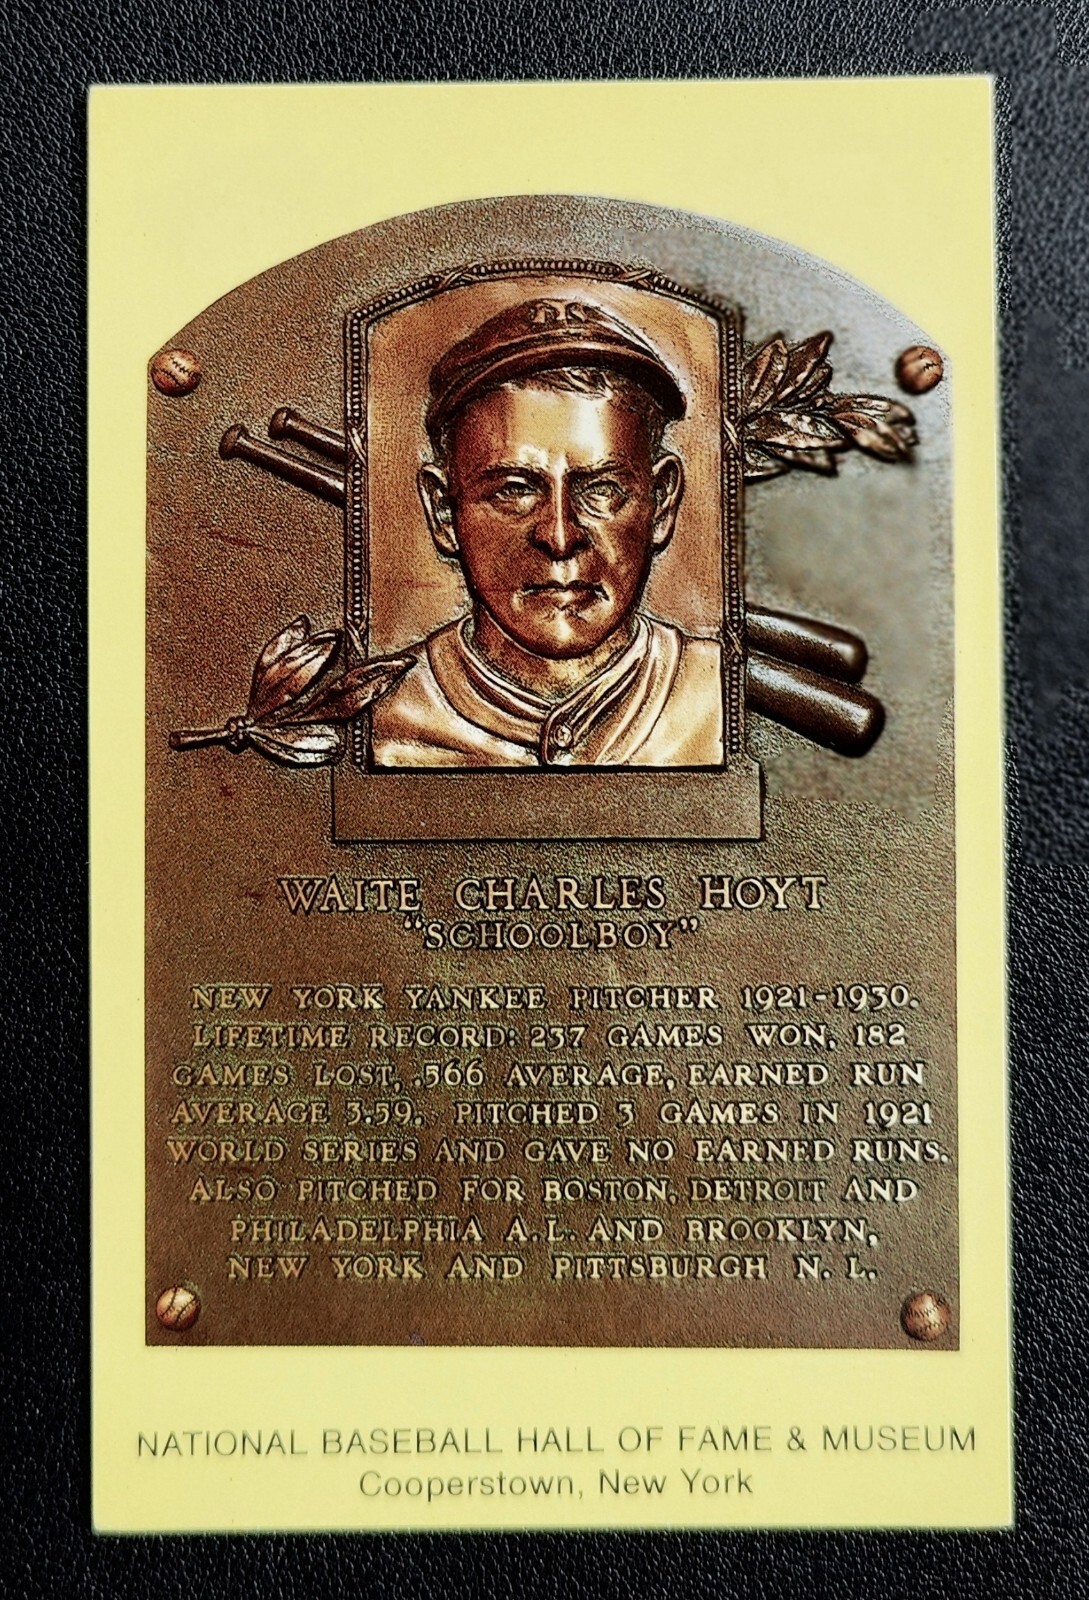 WAITE CHARLES HOYT
"SCHOOLBOY"
NEW YORK YANKEE PITCHER 1921-1930.
LIFETIME RECORD: 237 GAMES WON, 182
GAMES LOST, .566 AVERAGE, EARNED RUN
AVERAGE 3.59. PITCHED 3 GAMES IN 1921
WORLD SERIES AND GAVE NO EARNED RUNS.
ALSO PITCHED FOR BOSTON, DETROIT AND
PHILADELPHIA A.L. AND BROOKLYN,
NEW YORK AND PITTSBURGH N. L.
NATIONAL BASEBALL HALL OF FAME & MUSEUM
Cooperstown, New York